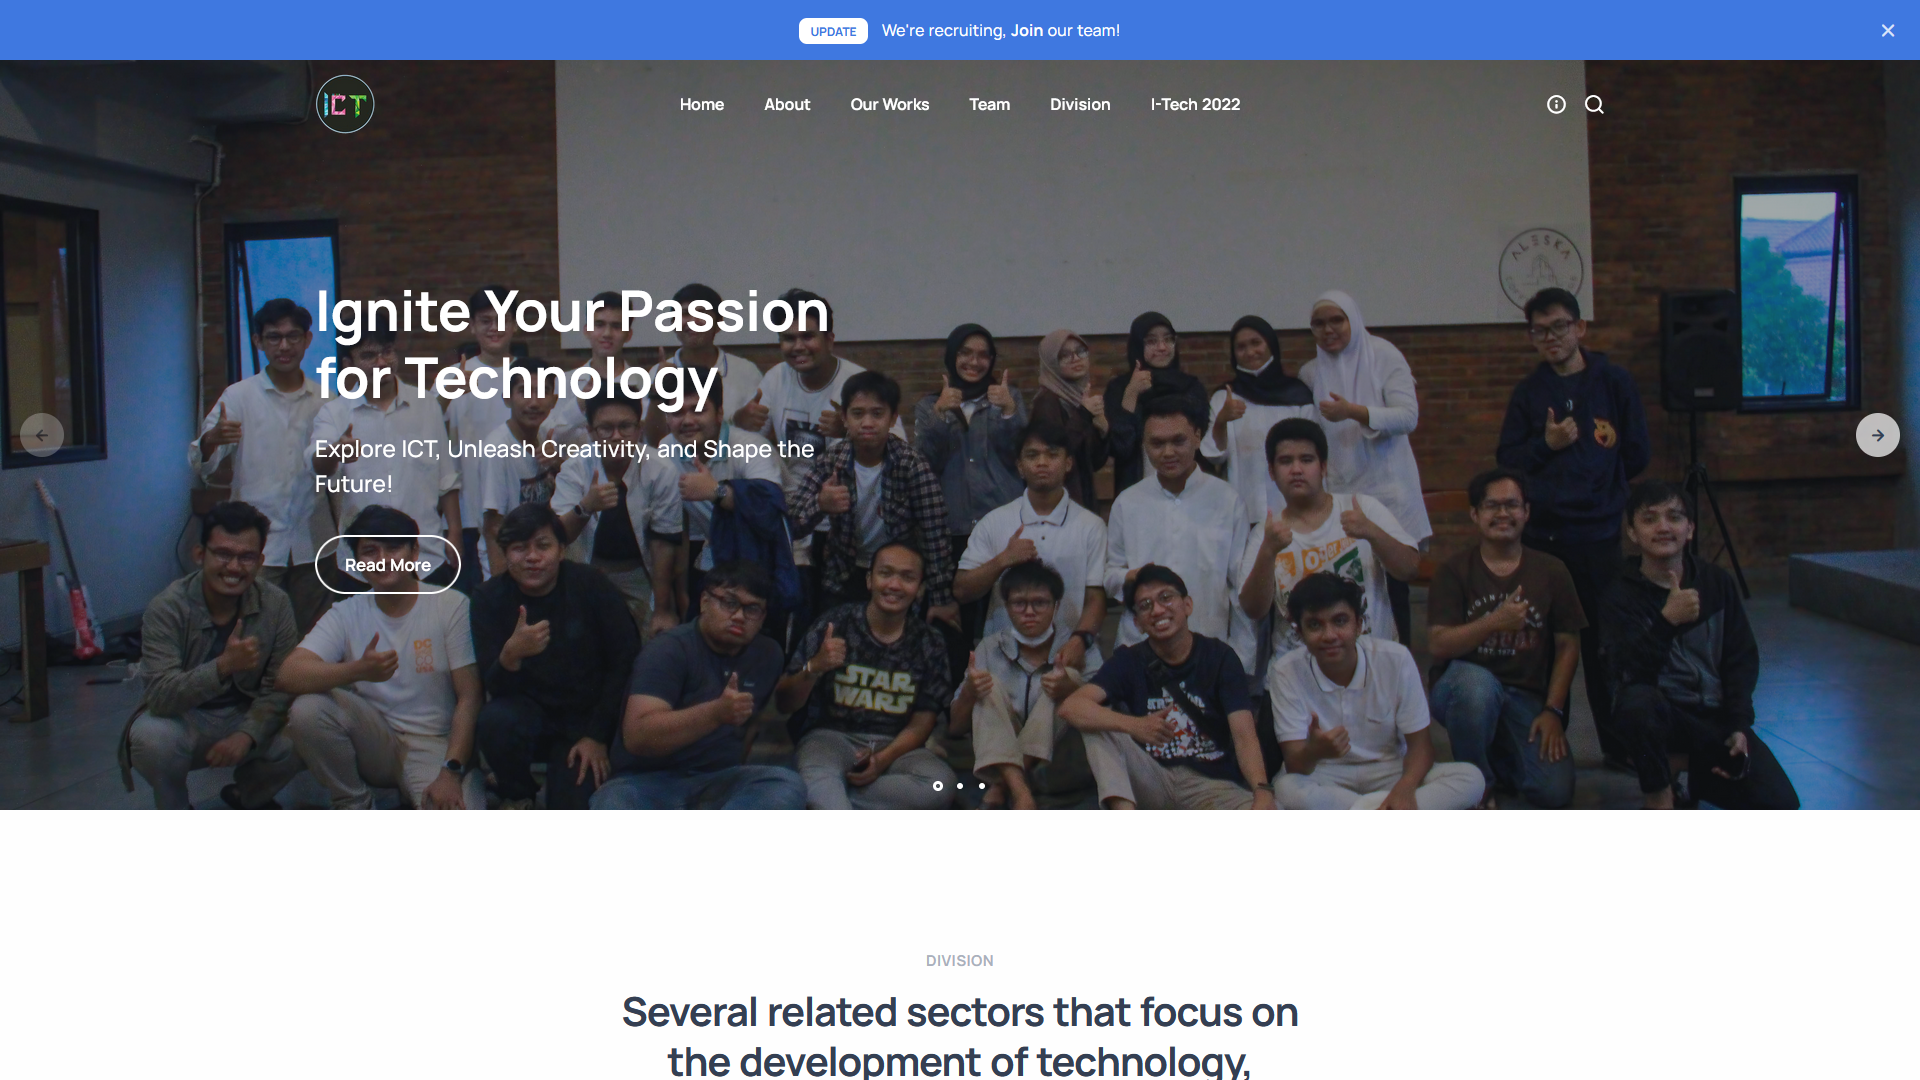 UPDATE We're recruiting, Join our team!
ICT
Home About Our Works Team Division I-Tech 2022
ALESKA
Ignite Your Passion
for Technology
Explore ICT, Unleash Creativity, and Shape the
Future!
Read More
STAR
WARS
DIVISION
Several related sectors that focus on
the development of technology,